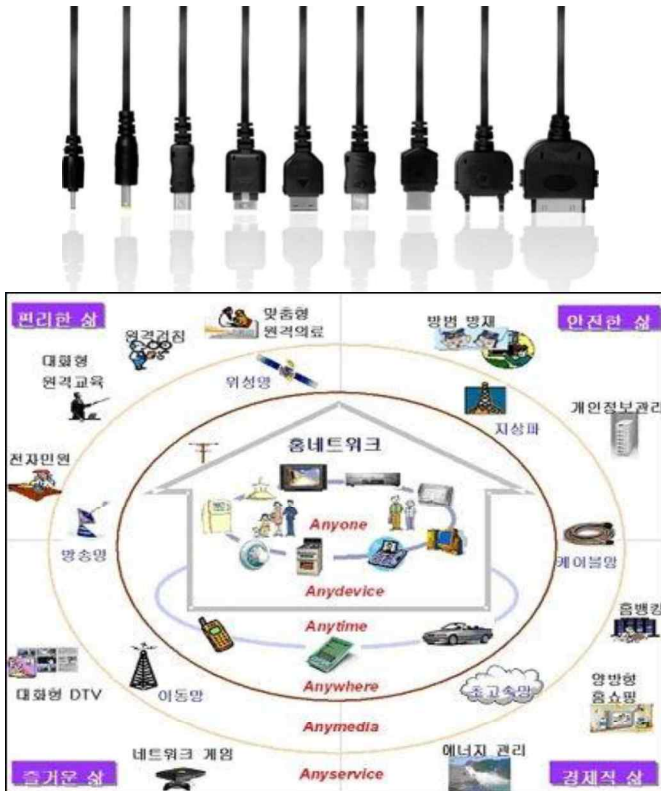 편리한 삶
안전한 삶
맞춤형
원격의료
원격검침
방범 방재
대화형
원격교육
위성망
지상파
개인정보관리
홈네트워크
전자민원
Anyone
방송망
케이블망
Anydevice
Anytime
홈뱅킹
양방향
홈쇼핑
대화형 DTV
이동망
Anywhere
초고속망
Anymedia
네트워크 게임
에너지 관리
즐거운 삶
Anyservice
경제적 삶